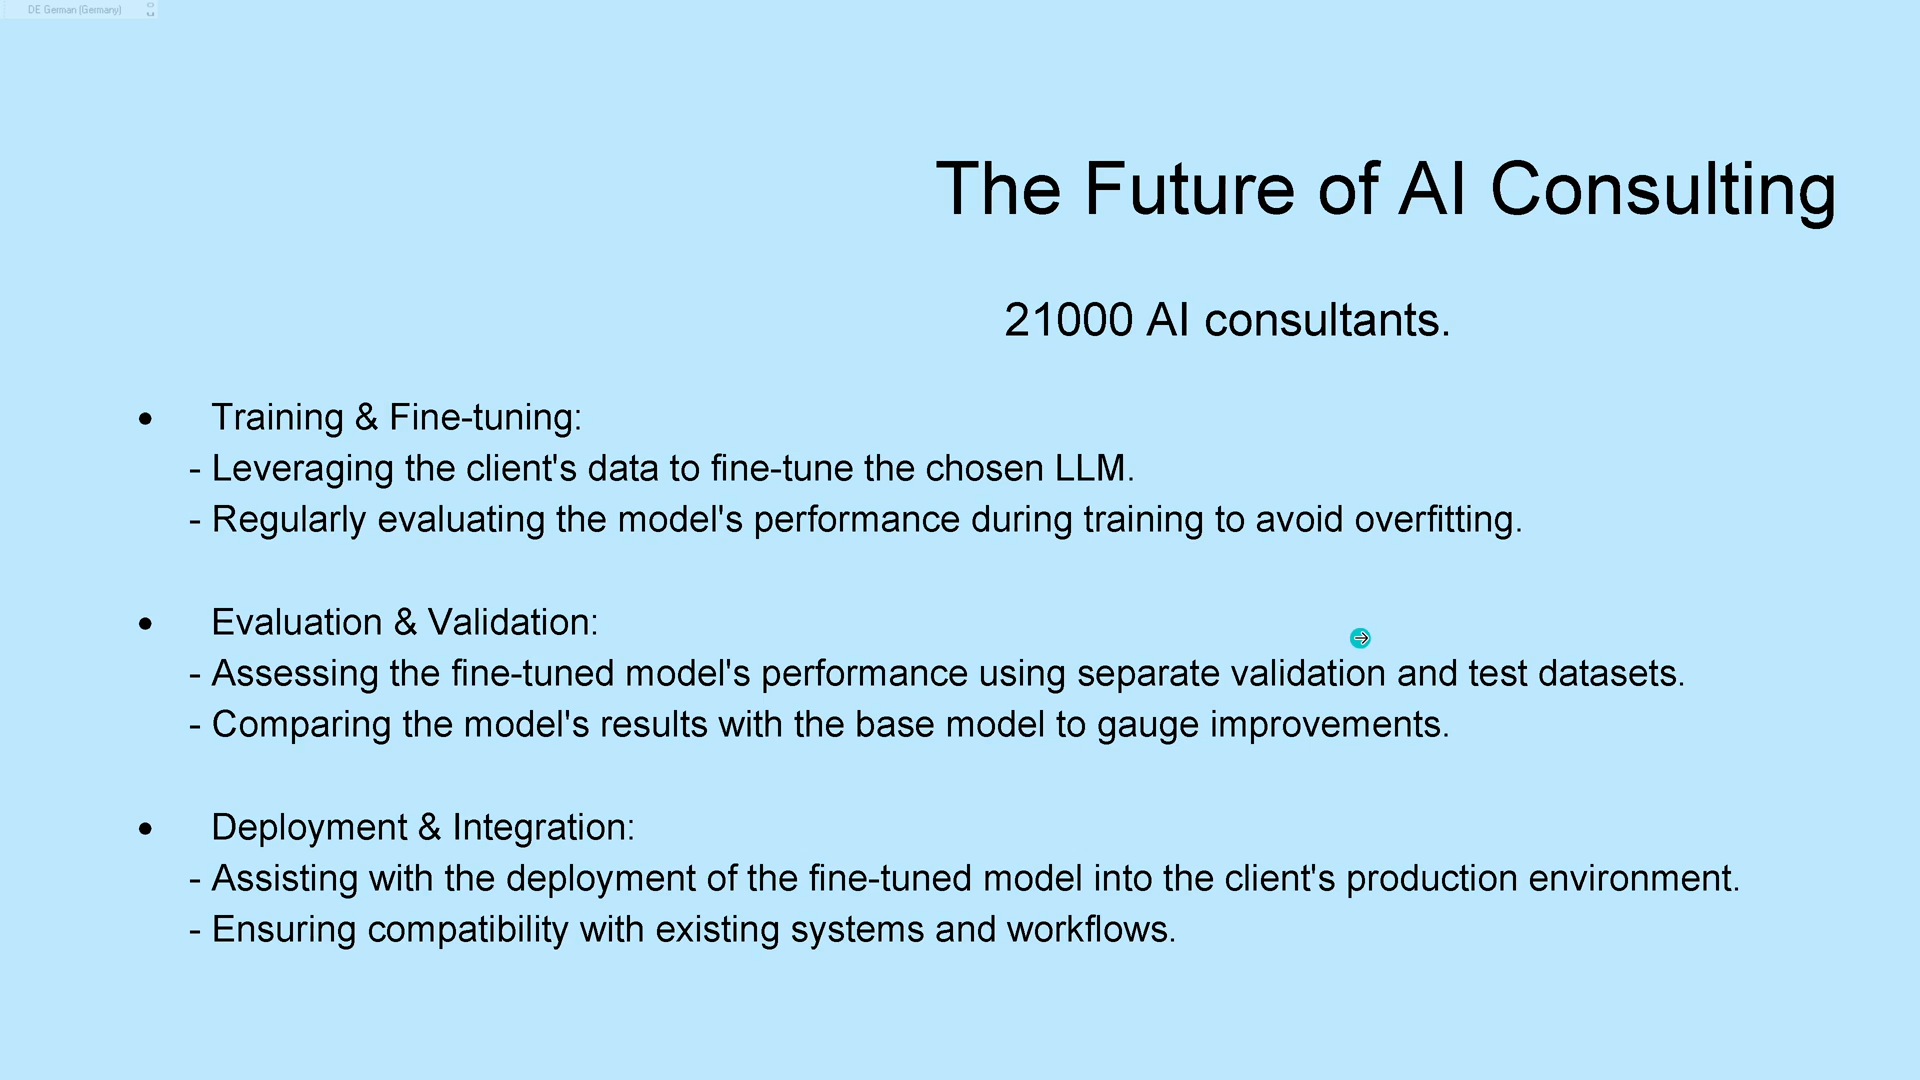 DE German (Germany)
The Future of AI Consulting
21000 AI consultants.
• Training & Fine-tuning:
- Leveraging the client's data to fine-tune the chosen LLM.
- Regularly evaluating the model's performance during training to avoid overfitting.
• Evaluation & Validation:
- Assessing the fine-tuned model's performance using separate validation and test datasets.
- Comparing the model's results with the base model to gauge improvements.
• Deployment & Integration:
- Assisting with the deployment of the fine-tuned model into the client's production environment.
- Ensuring compatibility with existing systems and workflows.